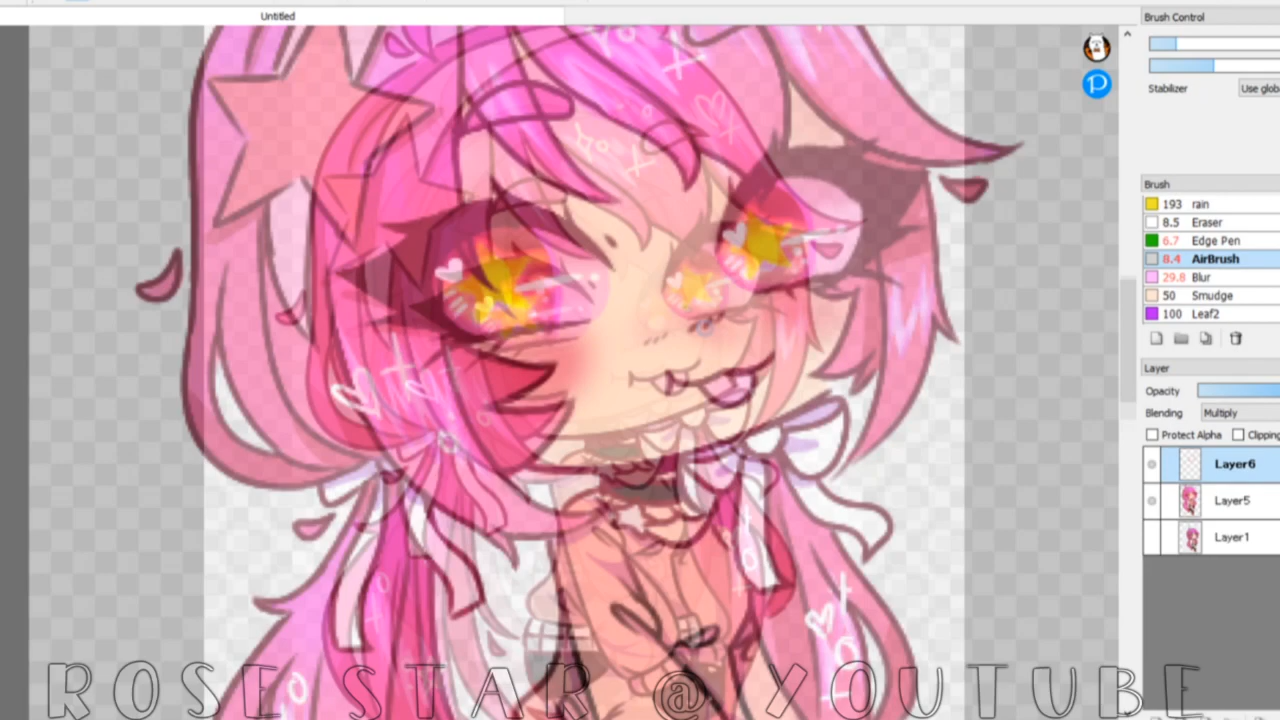 Untitled
Brush Control
Stabilizer
Use glob
Brush
193 rain
8.5 Eraser
6.7 Edge Pen
8.4 AirBrush
29.8 Blur
50 Smudge
100 Leaf2
Layer
Opacity
Blending Multiply
Protect Alpha Clipping
Layer6
Layer5
Layer1
ROSE STAR @ YOUTUBE